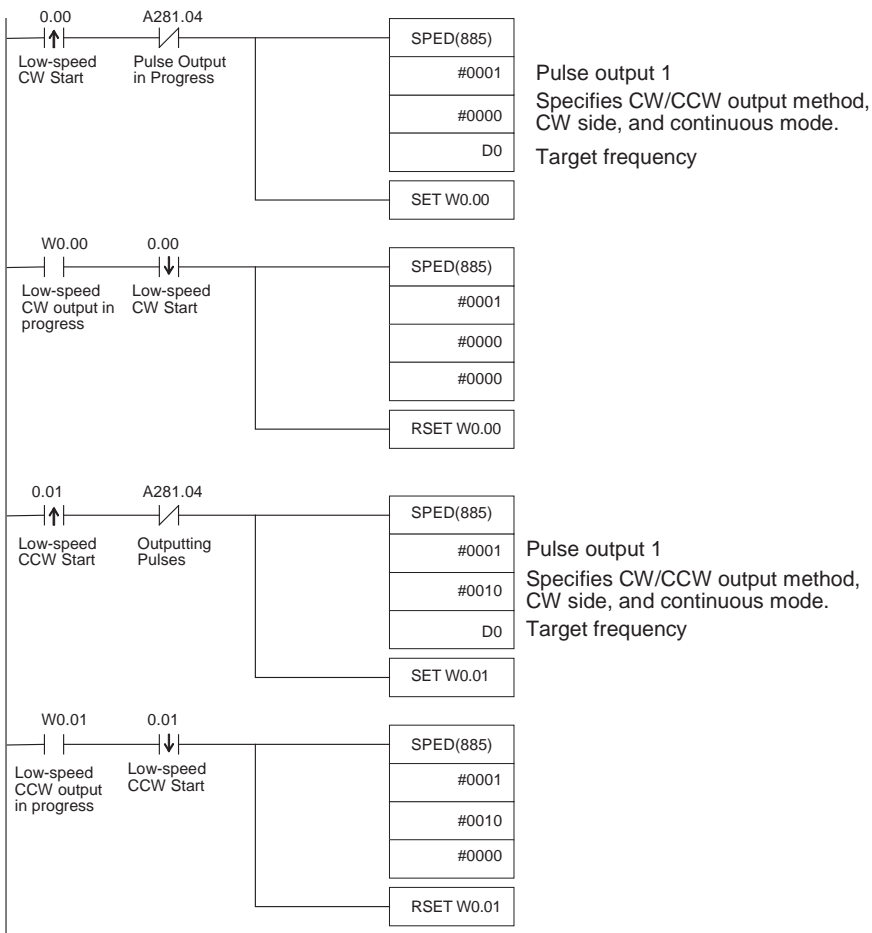 0.00
A281.04
SPED(885)
Low-speed
CW Start
Pulse Output
in Progress
#0001
Pulse output 1
#0000
Specifies CW/CCW output method,
CW side, and continuous mode.
D0
Target frequency
SET W0.00
W0.00
0.00
SPED(885)
Low-speed
CW output in
progress
Low-speed
CW Start
#0001
#0000
#0000
RSET W0.00
0.01
A281.04
SPED(885)
Low-speed
CCW Start
Outputting
Pulses
#0001
Pulse output 1
#0010
Specifies CW/CCW output method,
CW side, and continuous mode.
D0
Target frequency
SET W0.01
W0.01
0.01
SPED(885)
Low-speed
CCW output
in progress
Low-speed
CCW Start
#0001
#0010
#0000
RSET W0.01